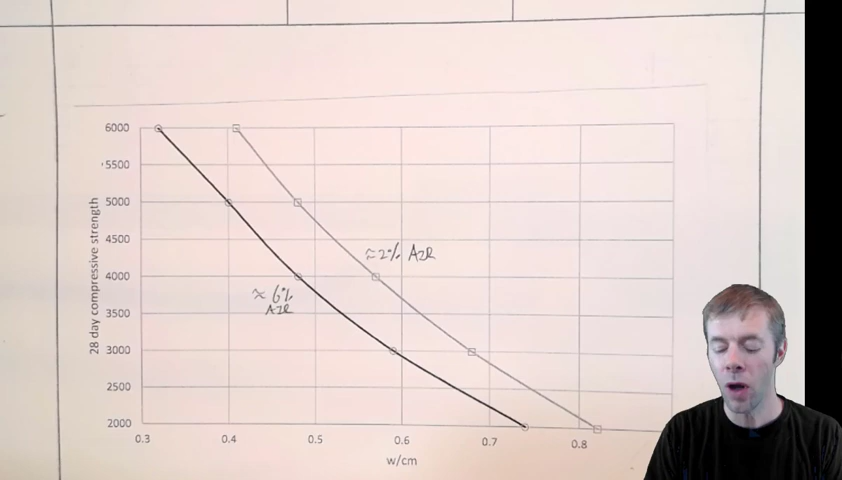 6000
5500
5000
4500
4000
3500
3000
2500
2000
28 day compressive strength
≈ 2% AIR
≈ 6%
AIR
0.3 0.4 0.5 0.6 0.7 0.8
w/cm